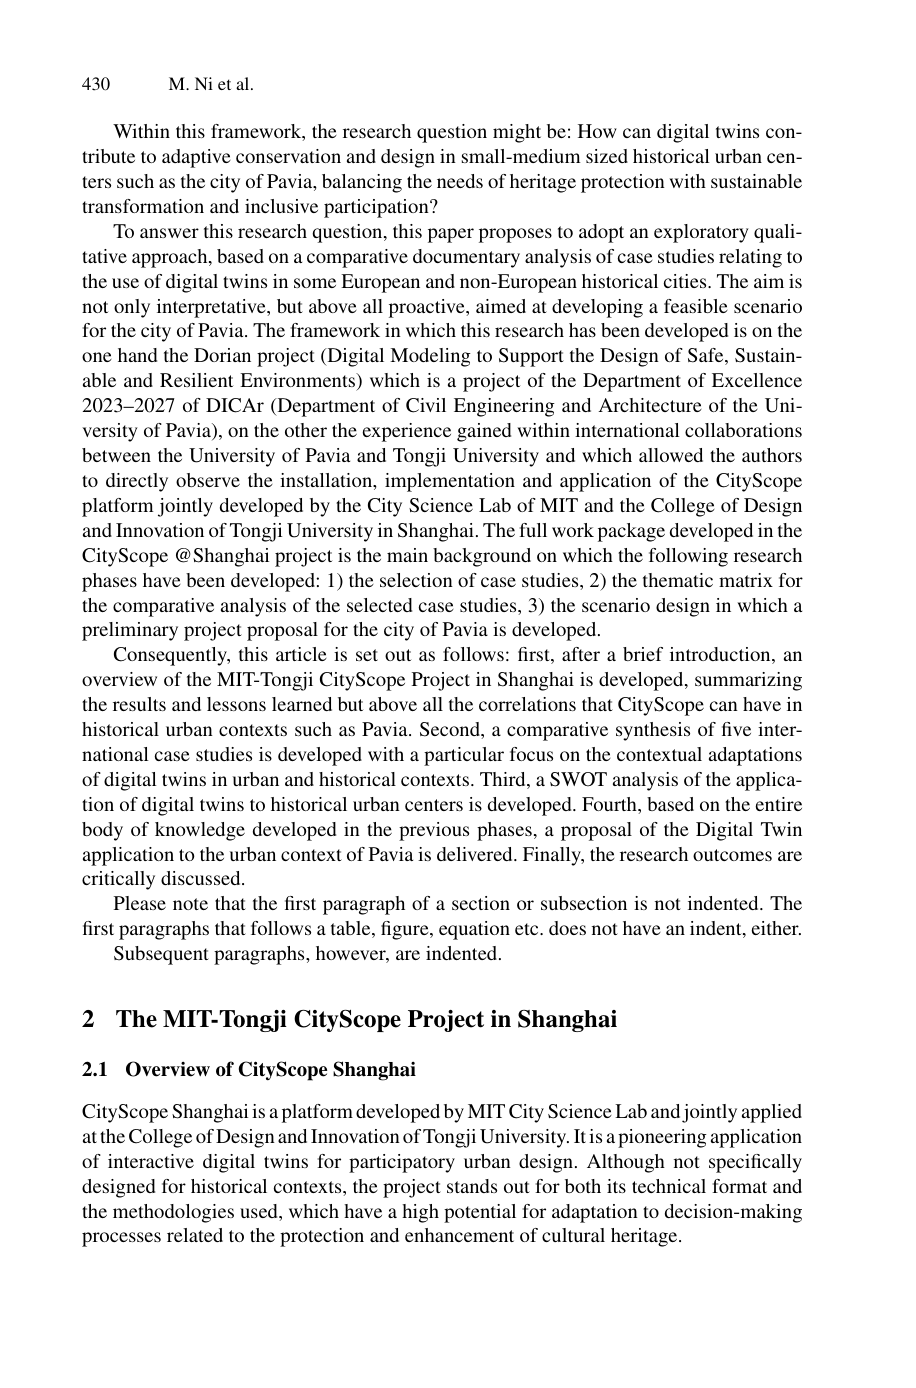 430 M. Ni et al.
Within this framework, the research question might be: How can digital twins con-
tribute to adaptive conservation and design in small-medium sized historical urban cen-
ters such as the city of Pavia, balancing the needs of heritage protection with sustainable
transformation and inclusive participation?
To answer this research question, this paper proposes to adopt an exploratory quali-
tative approach, based on a comparative documentary analysis of case studies relating to
the use of digital twins in some European and non-European historical cities. The aim is
not only interpretative, but above all proactive, aimed at developing a feasible scenario
for the city of Pavia. The framework in which this research has been developed is on the
one hand the Dorian project (Digital Modeling to Support the Design of Safe, Sustain-
able and Resilient Environments) which is a project of the Department of Excellence
2023–2027 of DICAr (Department of Civil Engineering and Architecture of the Uni-
versity of Pavia), on the other the experience gained within international collaborations
between the University of Pavia and Tongji University and which allowed the authors
to directly observe the installation, implementation and application of the CityScope
platform jointly developed by the City Science Lab of MIT and the College of Design
and Innovation of Tongji University in Shanghai. The full work package developed in the
CityScope @Shanghai project is the main background on which the following research
phases have been developed: 1) the selection of case studies, 2) the thematic matrix for
the comparative analysis of the selected case studies, 3) the scenario design in which a
preliminary project proposal for the city of Pavia is developed.
Consequently, this article is set out as follows: first, after a brief introduction, an
overview of the MIT-Tongji CityScope Project in Shanghai is developed, summarizing
the results and lessons learned but above all the correlations that CityScope can have in
historical urban contexts such as Pavia. Second, a comparative synthesis of five inter-
national case studies is developed with a particular focus on the contextual adaptations
of digital twins in urban and historical contexts. Third, a SWOT analysis of the applica-
tion of digital twins to historical urban centers is developed. Fourth, based on the entire
body of knowledge developed in the previous phases, a proposal of the Digital Twin
application to the urban context of Pavia is delivered. Finally, the research outcomes are
critically discussed.
Please note that the first paragraph of a section or subsection is not indented. The
first paragraphs that follows a table, figure, equation etc. does not have an indent, either.
Subsequent paragraphs, however, are indented.
2 The MIT-Tongji CityScope Project in Shanghai
2.1 Overview of CityScope Shanghai
CityScope Shanghai is a platform developed by MIT City Science Lab and jointly applied
at the College of Design and Innovation of Tongji University. It is a pioneering application
of interactive digital twins for participatory urban design. Although not specifically
designed for historical contexts, the project stands out for both its technical format and
the methodologies used, which have a high potential for adaptation to decision-making
processes related to the protection and enhancement of cultural heritage.